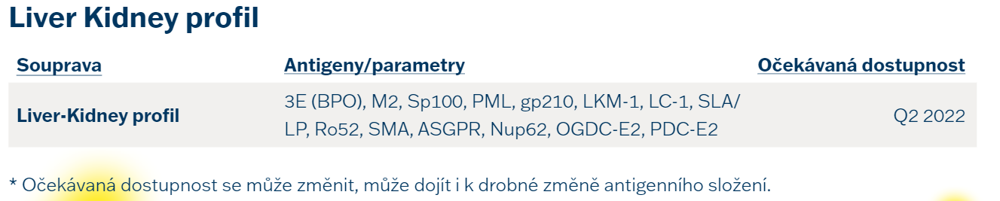 Liver Kidney profil
Souprava Antigeny/parametry Očekávaná dostupnost
3E (BPO), M2, Sp100, PML, gp210, LKM-1, LC-1, SLA/
Liver-Kidney profil Q2 2022
LP, Ro52, SMA, ASGPR, Nup62, OGDC-E2, PDC-E2
* Očekávaná dostupnost se může změnit, může dojít i k drobné změně antigenního složení.